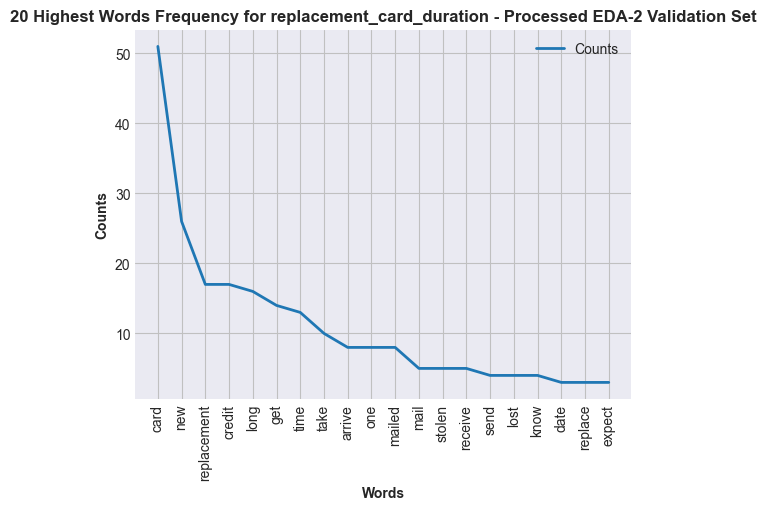 20 Highest Words Frequency for replacement_card_duration - Processed EDA-2 Validation Set
Counts
50
40
30
20
10
Counts
card
new
replacement
credit
long
get
time
take
arrive
one
mailed
mail
stolen
receive
send
lost
know
date
replace
expect
Words